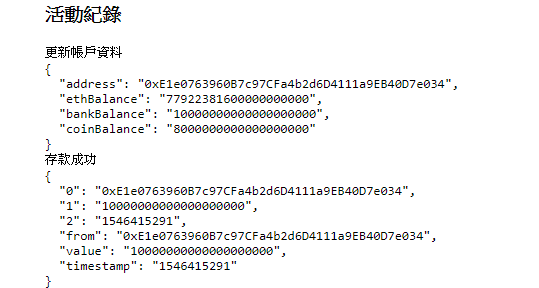 活動紀錄
更新帳戶資料
{
  "address": "0xE1e0763960B7c97CFa4b2d6D4111a9EB40D7e034",
  "ethBalance": "77922381600000000000",
  "bankBalance": "10000000000000000000",
  "coinBalance": "8000000000000000000"
}
存款成功
{
  "0": "0xE1e0763960B7c97CFa4b2d6D4111a9EB40D7e034",
  "1": "10000000000000000000",
  "2": "1546415291",
  "from": "0xE1e0763960B7c97CFa4b2d6D4111a9EB40D7e034",
  "value": "10000000000000000000",
  "timestamp": "1546415291"
}